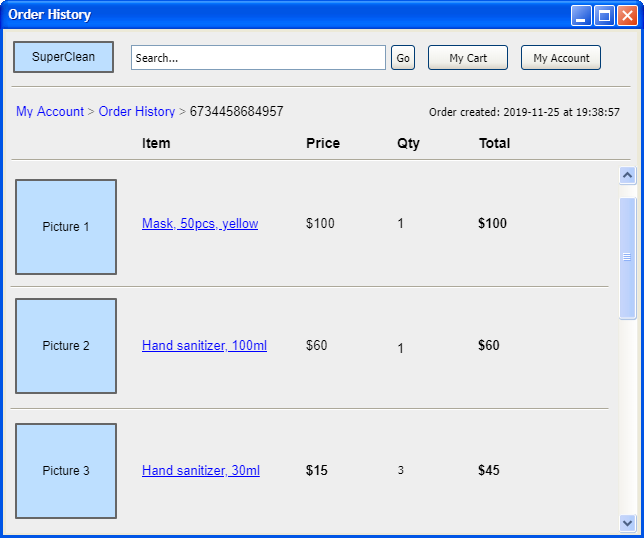 Order History
SuperClean Search... Go My Cart My Account
My Account > Order History > 6734458684957 Order created: 2019-11-25 at 19:38:57
Item Price Qty Total
Picture 1 Mask, 50pcs, yellow $100 1 $100
Picture 2 Hand sanitizer, 100ml $60 1 $60
Picture 3 Hand sanitizer, 30ml $15 3 $45